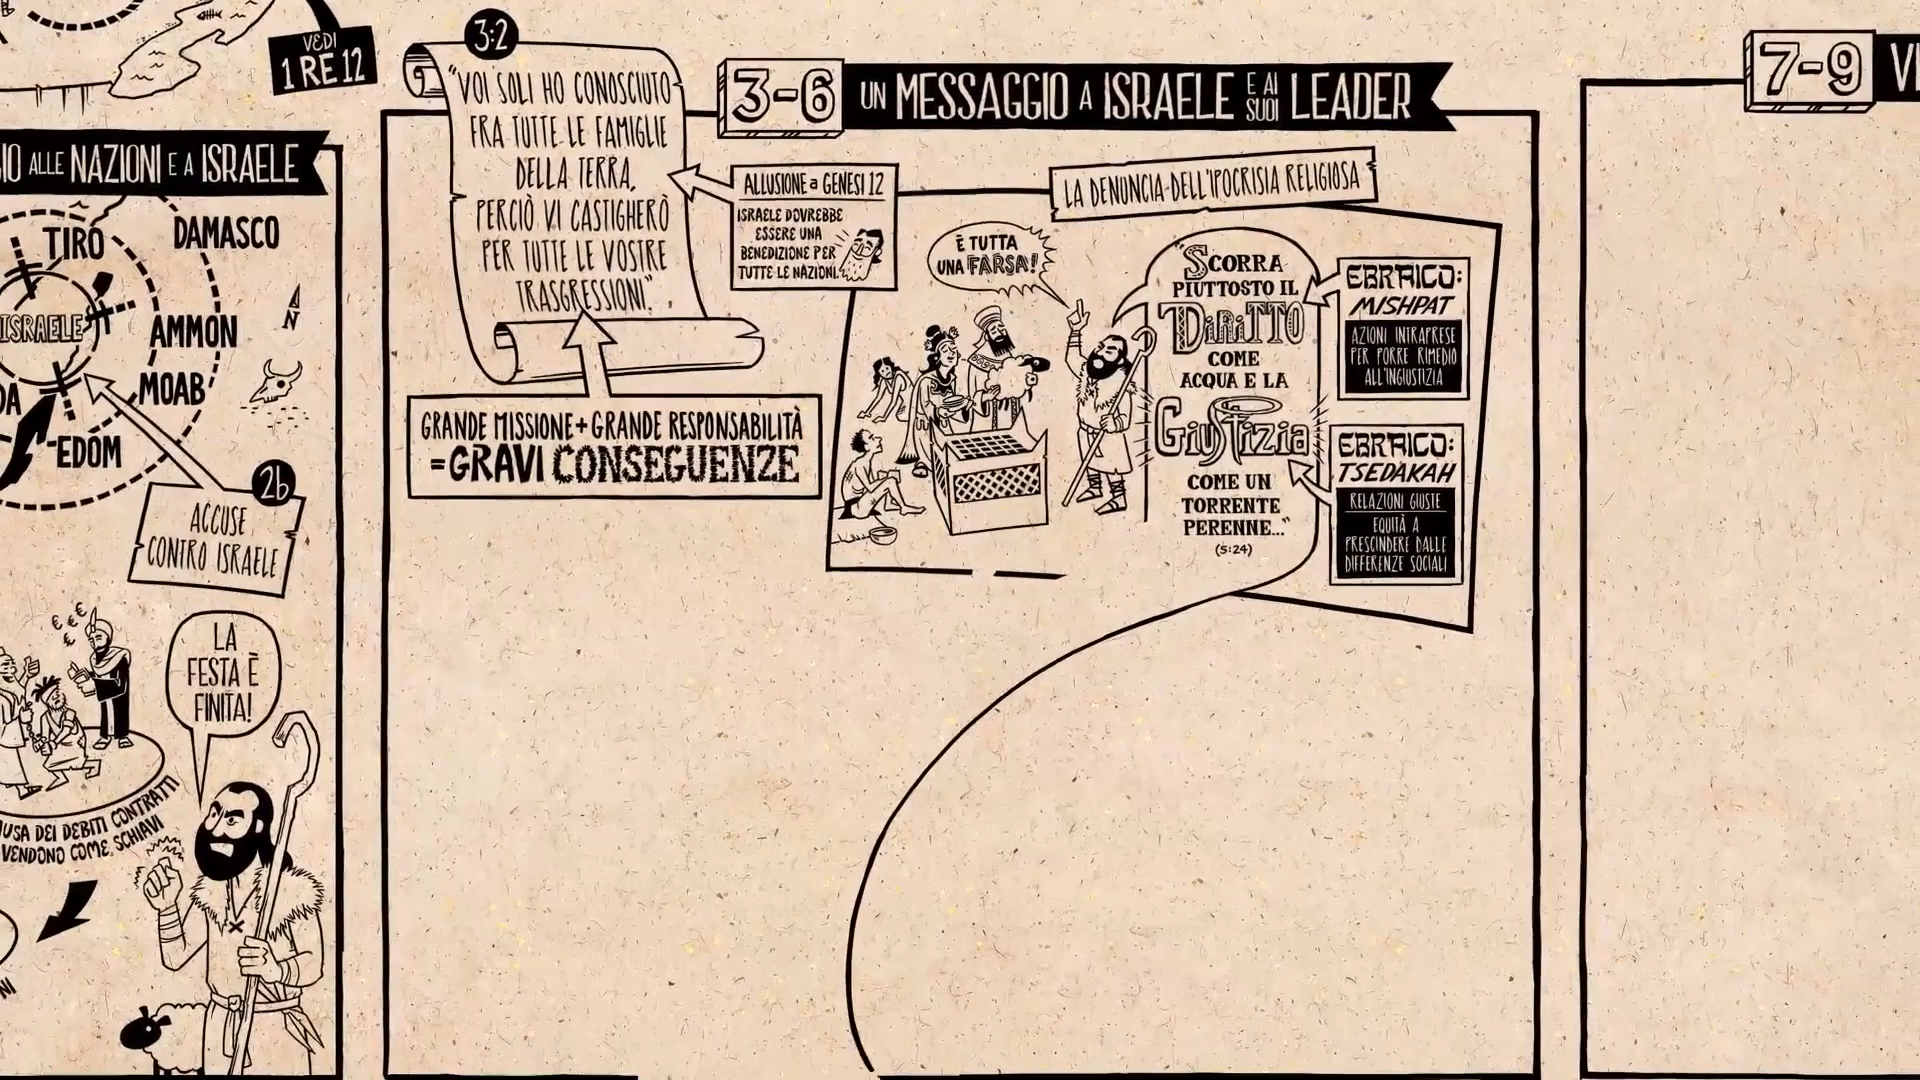 VEDI
1 RE 12
ALLE NAZIONI E A ISRAELE
TIRO
DAMASCO
ISRAELE
AMMON
N
MOAB
EDOM
2b
ACCUSE
CONTRO ISRAELE
€ € €
€
LA
FESTA È
FINITA!
DEI DEBITI CONTRATTI
VENDONO COME SCHIAVI
3:2
"VOI SOLI HO CONOSCIUTO
FRA TUTTE LE FAMIGLIE
DELLA TERRA,
PERCIÒ VI CASTIGHERÒ
PER TUTTE LE VOSTRE
TRASGRESSIONI."
GRANDE MISSIONE + GRANDE RESPONSABILITÀ
= GRAVI CONSEGUENZE
3-6 UN MESSAGGIO A ISRAELE E AI SUOI LEADER
ALLUSIONE a GENESI 12
ISRAELE DOVREBBE
ESSERE UNA
BENEDIZIONE PER
TUTTE LE NAZIONI.
LA DENUNCIA DELL'IPOCRISIA RELIGIOSA
È TUTTA
UNA FARSA!
"SCORRA
PIUTTOSTO IL
DIRITTO
COME
ACQUA E LA
GIUSTIZIA
COME UN
TORRENTE
PERENNE..."
(5:24)
EBRAICO:
MISHPAT
AZIONI INTRAPRESE
PER PORRE RIMEDIO
ALL'INGIUSTIZIA
EBRAICO:
TSEDAKAH
RELAZIONI GIUSTE
EQUITÀ A
PRESCINDERE DALLE
DIFFERENZE SOCIALI
7-9